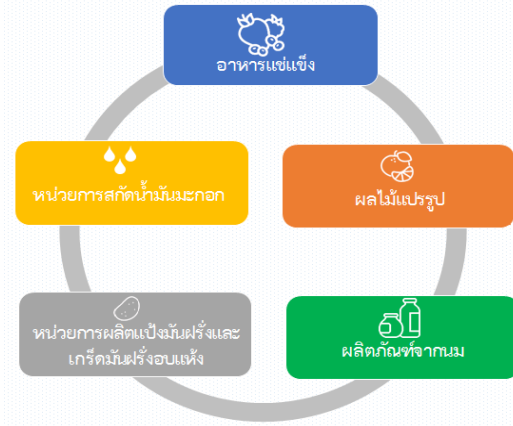 อาหารแช่แข็ง
ผลไม้แปรรูป
ผลิตภัณฑ์จากนม
หน่วยการผลิตแป้งมันฝรั่งและ
เกร็ดมันฝรั่งอบแห้ง
หน่วยการสกัดน้ำมันมะกอก